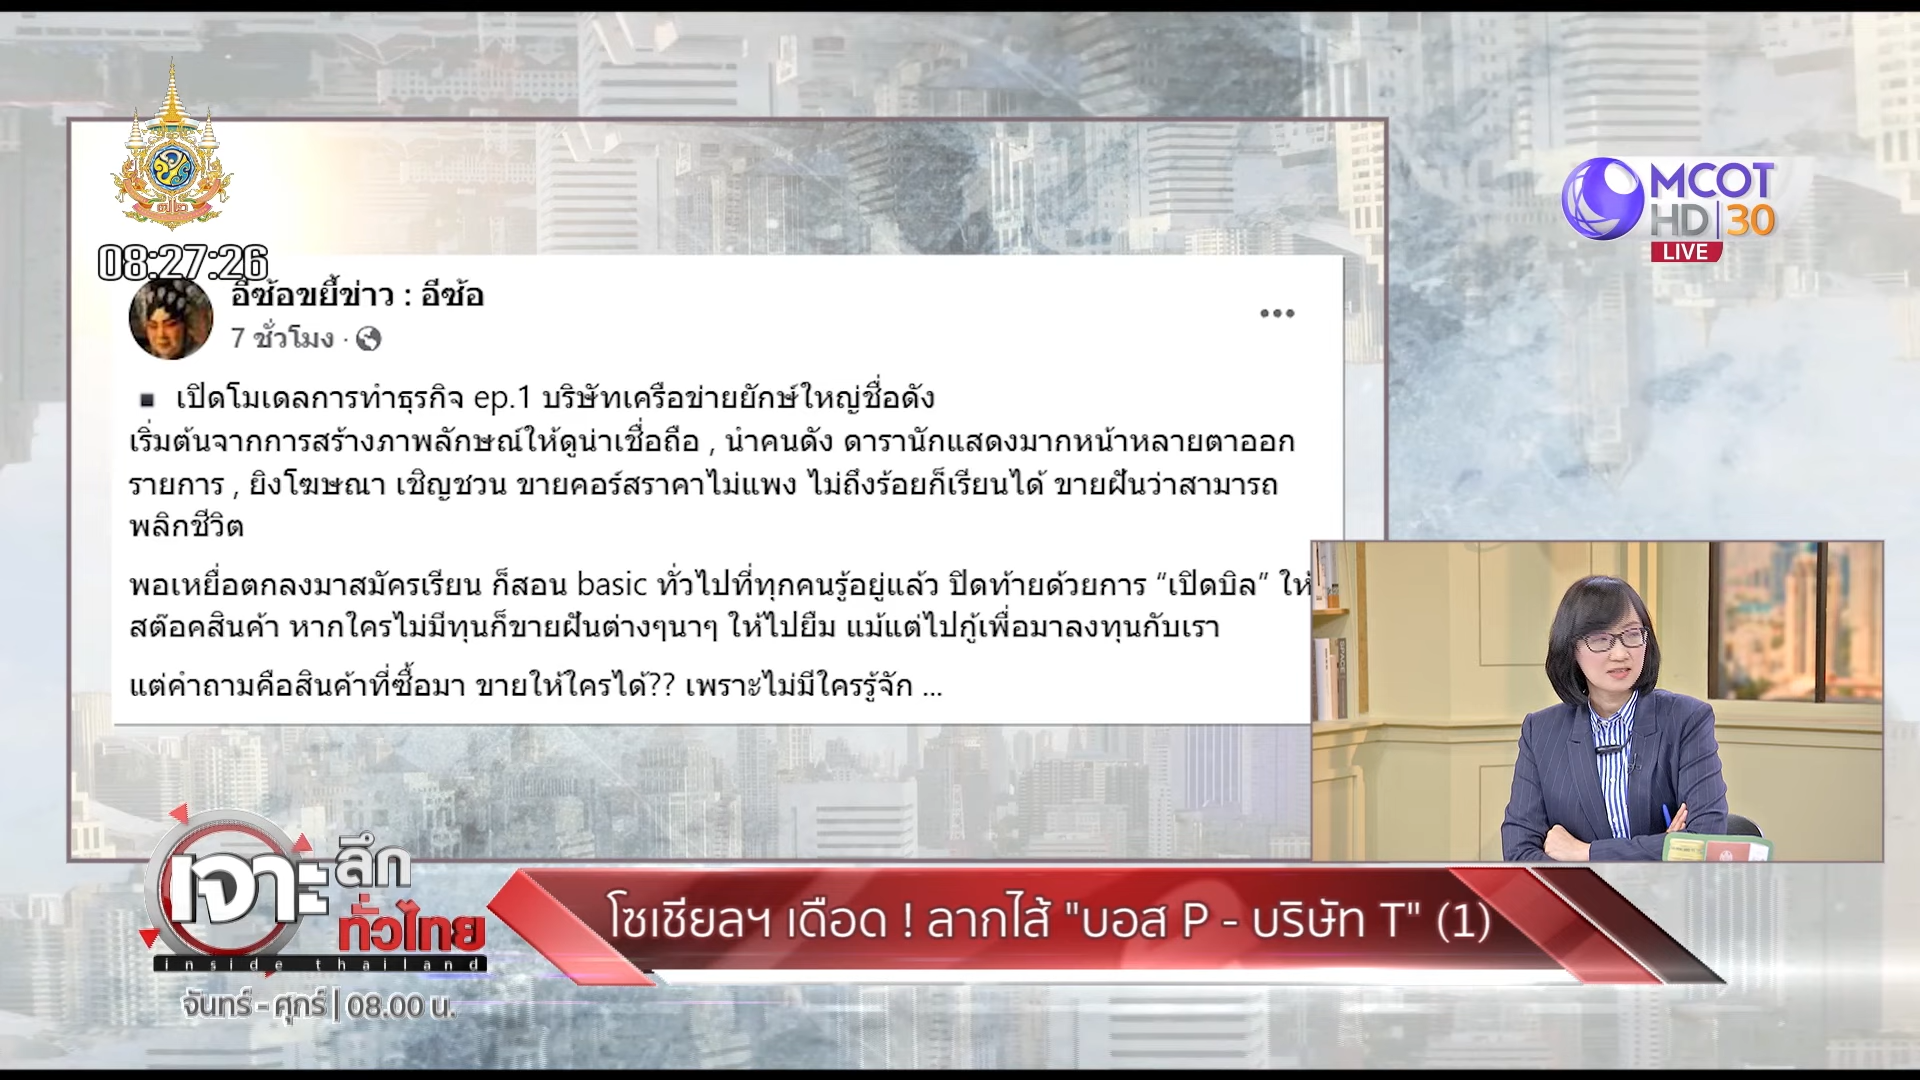 MCOT
HD 30
LIVE
08:27:26
อีซ้อขยี้ข่าว : อีซ้อ
7 ชั่วโมง ·
▪ เปิดโมเดลการทำธุรกิจ ep.1 บริษัทเครือข่ายยักษ์ใหญ่ชื่อดัง
เริ่มต้นจากการสร้างภาพลักษณ์ให้ดูน่าเชื่อถือ , นำคนดัง ดารานักแสดงมากหน้าหลายตาออก
รายการ , ยิงโฆษณา เชิญชวน ขายคอร์สราคาไม่แพง ไม่ถึงร้อยก็เรียนได้ ขายฝันว่าสามารถ
พลิกชีวิต
พอเหยื่อตกลงมาสมัครเรียน ก็สอน basic ทั่วไปที่ทุกคนรู้อยู่แล้ว ปิดท้ายด้วยการ “เปิดบิล” ให้
สต๊อคสินค้า หากใครไม่มีทุนก็ขายฝันต่างๆนาๆ ให้ไปยืม แม้แต่ไปกู้เพื่อมาลงทุนกับเรา
แต่คำถามคือสินค้าที่ซื้อมา ขายให้ใครได้?? เพราะไม่มีใครรู้จัก ...
เจาะลึก
ทั่วไทย
inside thailand
จันทร์ - ศุกร์ | 08.00 น.
โซเชียลฯ เดือด ! ลากไส้ "บอส P - บริษัท T" (1)